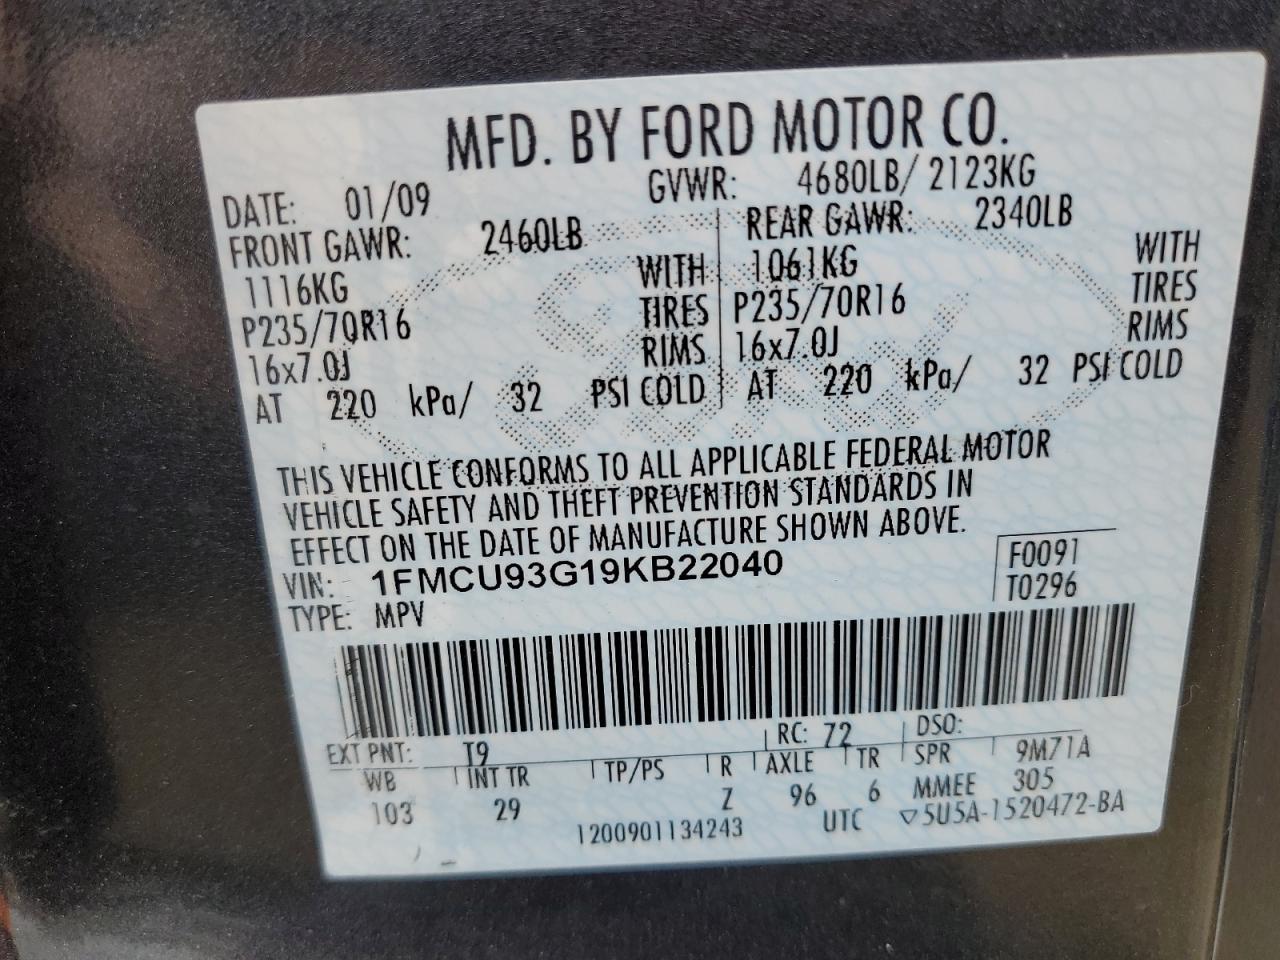 MFD. BY FORD MOTOR CO.
DATE: 01/09 GVWR: 4680LB/ 2123KG
FRONT GAWR: 2460LB REAR GAWR: 2340LB
1116KG WITH 1061KG WITH
P235/70R16 TIRES P235/70R16 TIRES
16x7.0J RIMS 16x7.0J RIMS
AT 220 kPa/ 32 PSI COLD AT 220 kPa/ 32 PSI COLD
THIS VEHICLE CONFORMS TO ALL APPLICABLE FEDERAL MOTOR
VEHICLE SAFETY AND THEFT PREVENTION STANDARDS IN
EFFECT ON THE DATE OF MANUFACTURE SHOWN ABOVE.
VIN: 1FMCU93G19KB22040 F0091
TYPE: MPV T0296
EXT PNT: T9 RC: 72 DSO:
WB INT TR TP/PS R AXLE TR SPR 9M71A
103 29 Z 96 6 MMEE 305
1200901134243 UTC ▽5U5A-1520472-BA